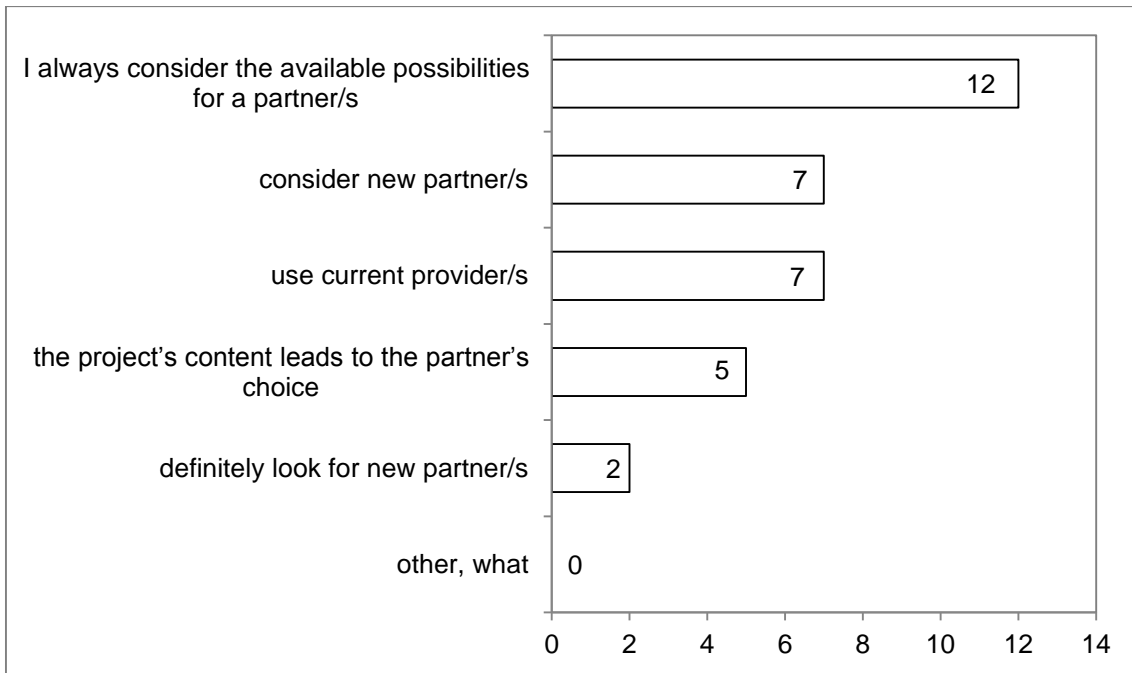 I always consider the available possibilities
for a partner/s
12
consider new partner/s
7
use current provider/s
7
the project’s content leads to the partner’s
choice
5
definitely look for new partner/s
2
other, what
0
0 2 4 6 8 10 12 14